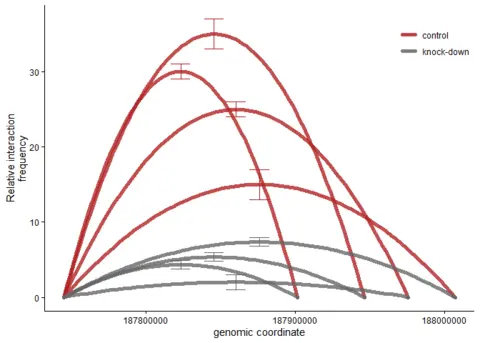 control
knock-down
Relative interaction
frequency
30
20
10
0
187800000
187900000
188000000
genomic coordinate